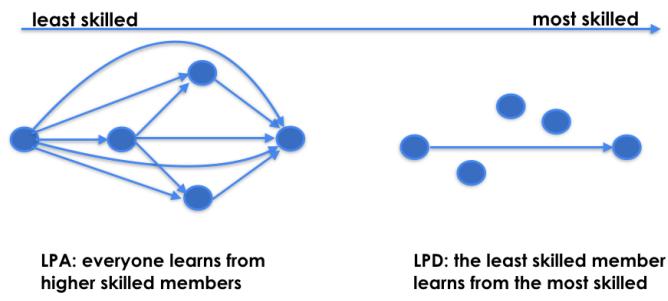 least skilled
most skilled
LPA: everyone learns from
higher skilled members
LPD: the least skilled member
learns from the most skilled